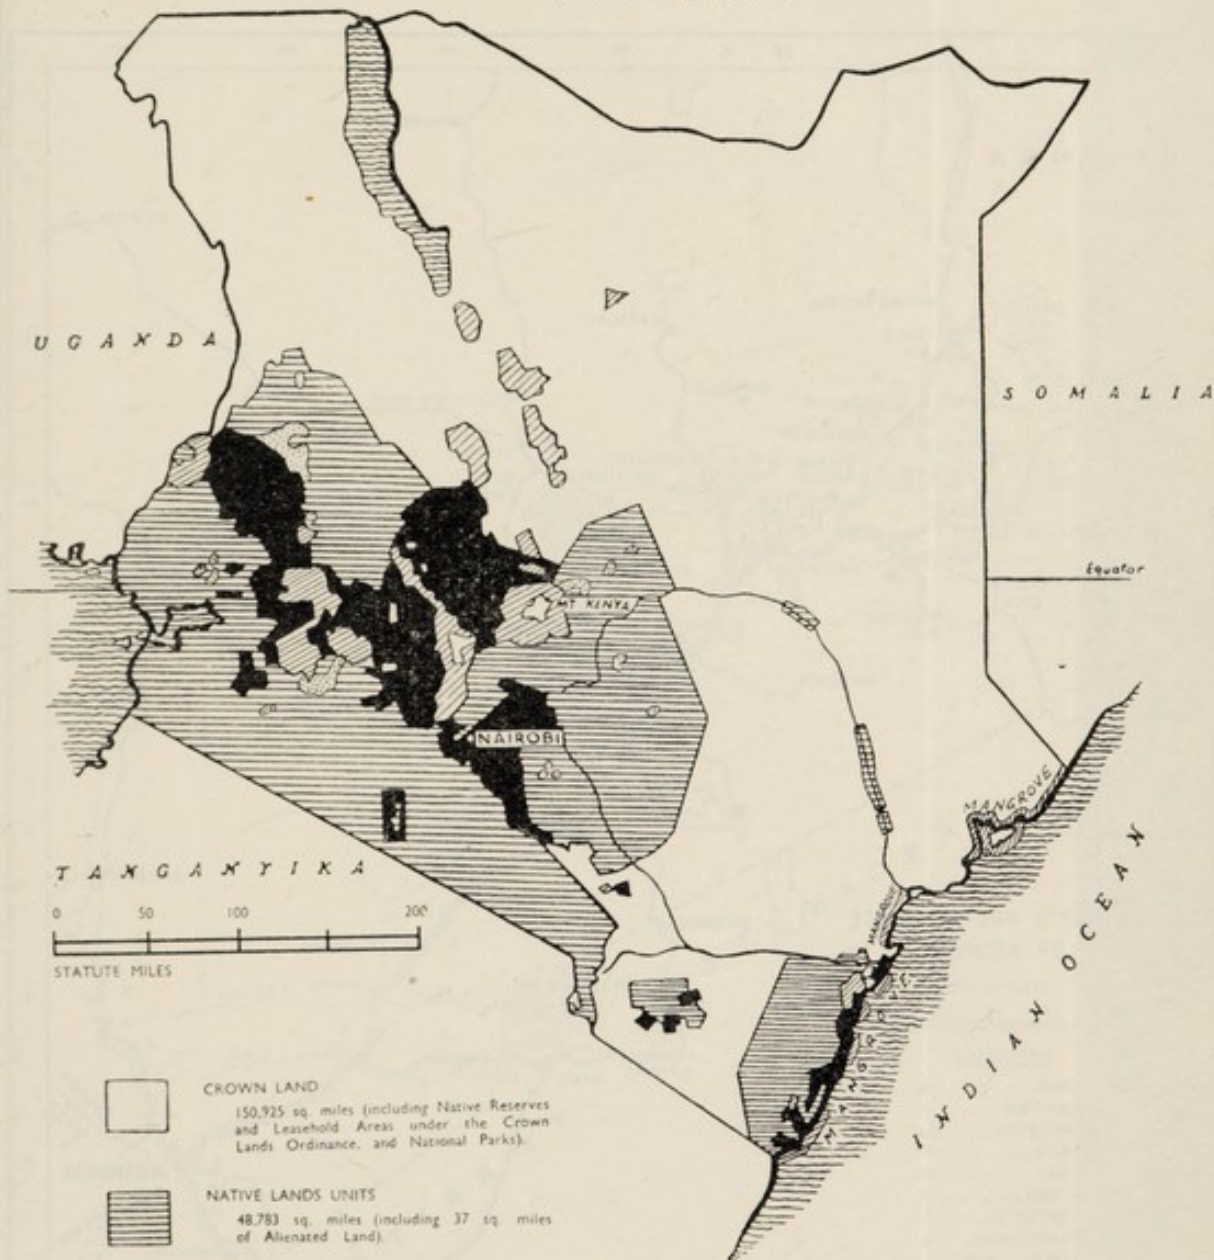 UGANDA
SOMALIA
Equator
MT KENYA
NAIROBI
MANGROVE
TANGANYIKA
0 50 100 200
STATUTE MILES
MANGROVE
MANGROVE
INDIAN OCEAN
CROWN LAND
150,925 sq. miles (including Native Reserves
and Leasehold Areas under the Crown
Lands Ordinance, and National Parks).
NATIVE LANDS UNITS
48,783 sq. miles (including 37 sq. miles
of Alienated Land).